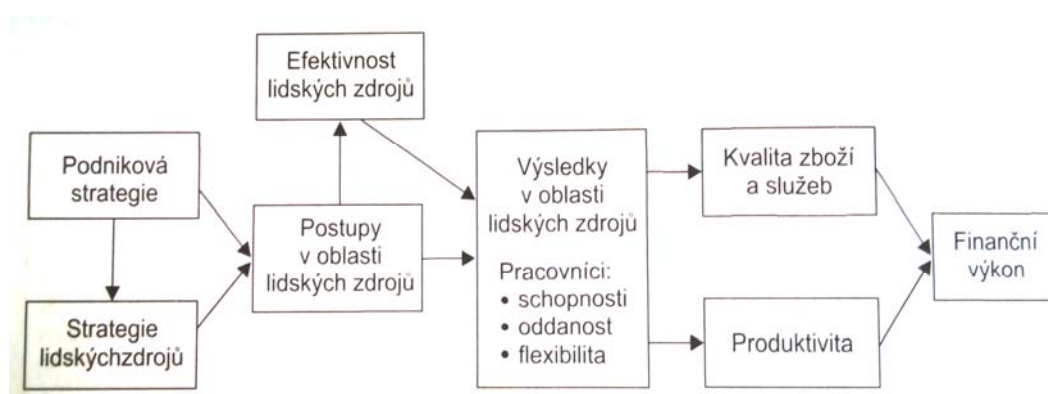 Efektivnost
lidských zdrojů
Podniková
strategie
Strategie
lidskýchzdrojů
Postupy
v oblasti
lidských zdrojů
Výsledky
v oblasti
lidských zdrojů
Pracovníci:
• schopnosti
• oddanost
• flexibilita
Kvalita zboží
a služeb
Produktivita
Finanční
výkon